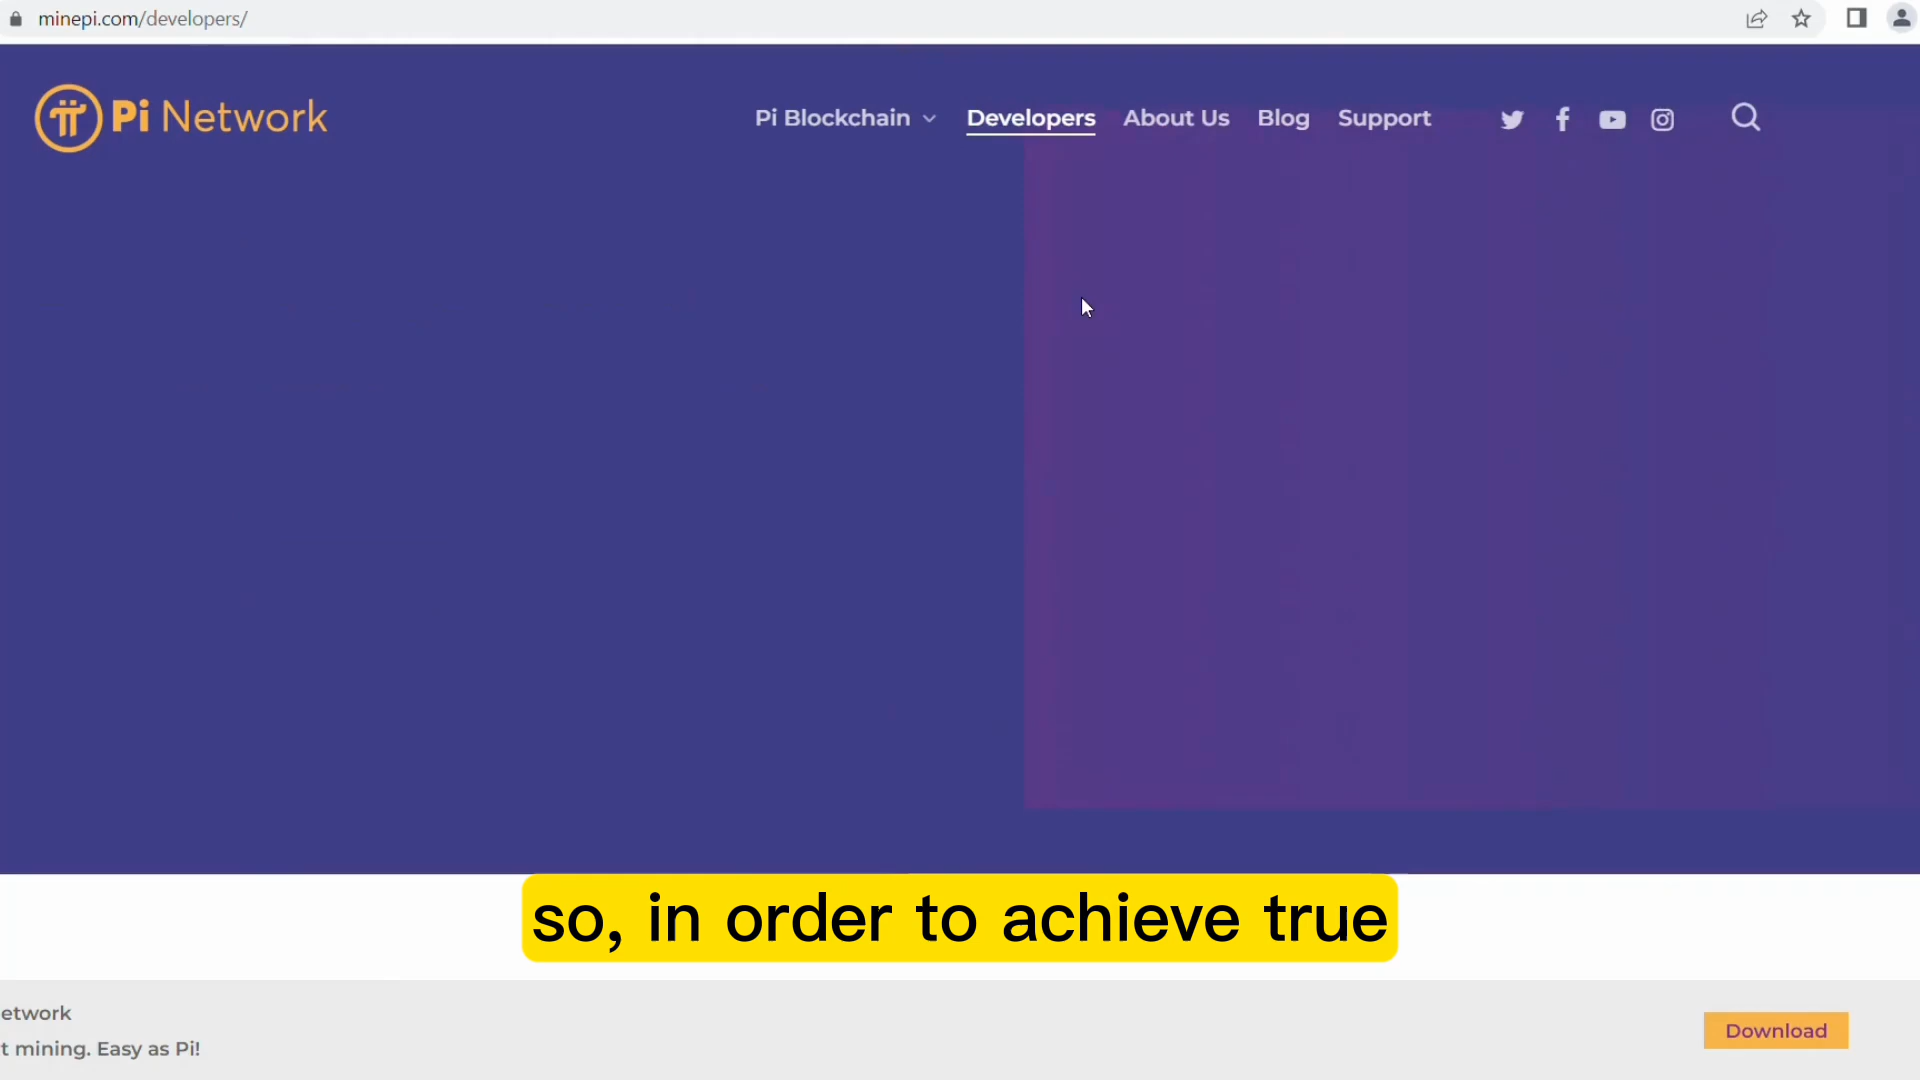 minepi.com/developers/
Pi Network
Pi Blockchain Developers About Us Blog Support
so, in order to achieve true
etwork
t mining. Easy as Pi!
Download